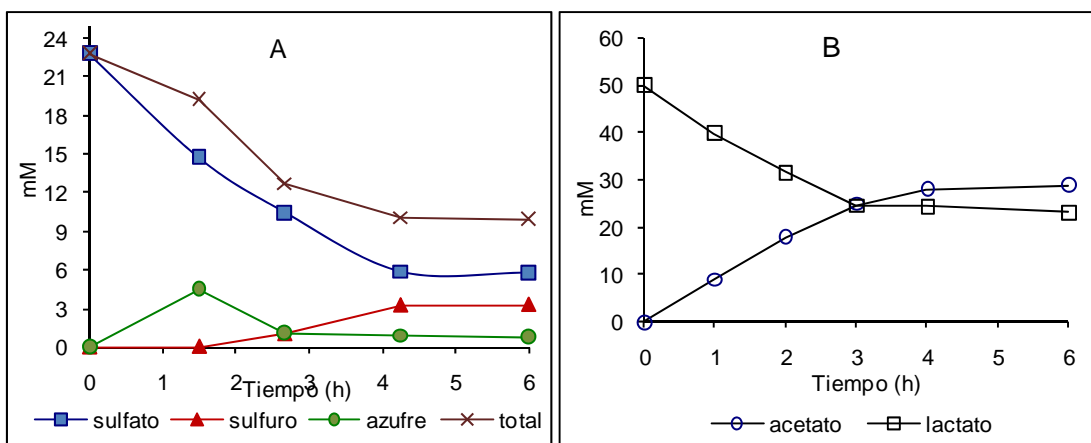 A
24
21
18
15
12
9
6
3
0
mM
0 1 2 3 4 5 6
Tiempo (h)
sulfato sulfuro azufre total
B
60
50
40
30
20
10
0
mM
0 1 2 3 4 5 6
Tiempo (h)
acetato lactato